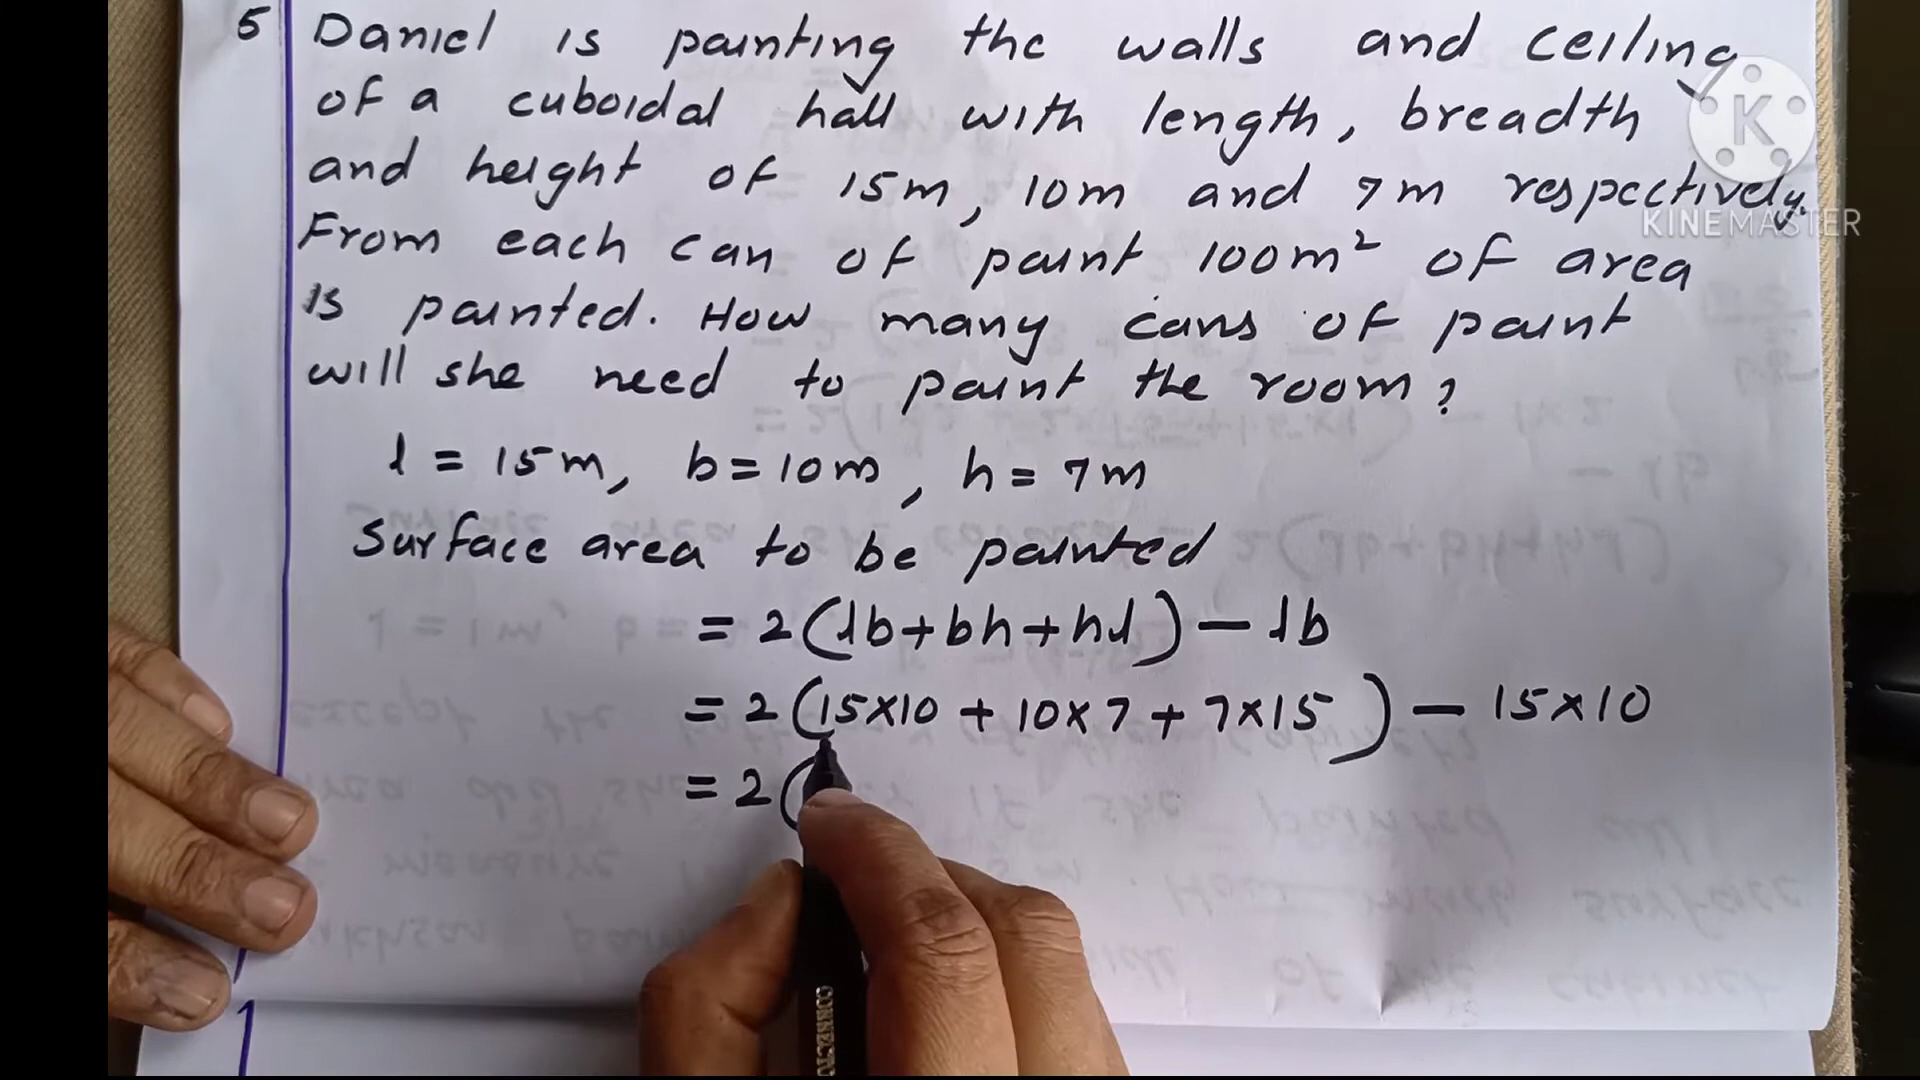 5 Daniel is painting the walls and ceiling
of a cuboidal hall with length, breadth
and height of 15m, 10m and 7m respectively.
From each can of paint 100m² of area
is painted. How many cans of paint
will she need to paint the room?
l = 15m, b = 10m, h = 7m
Surface area to be painted
= 2(lb+bh+hl) - lb
= 2(15×10 + 10×7 + 7×15) - 15×10
= 2(
K
KINEMASTER